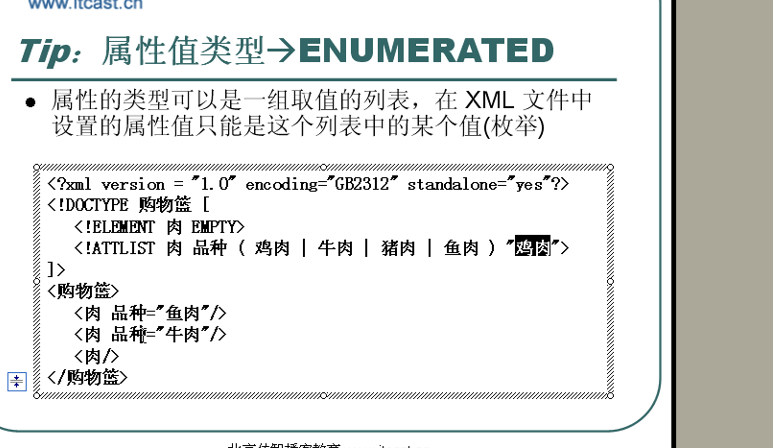 www.itcast.cn
Tip：属性值类型→ENUMERATED
● 属性的类型可以是一组取值的列表，在 XML 文件中
设置的属性值只能是这个列表中的某个值(枚举)
<?xml version = "1.0" encoding="GB2312" standalone="yes"?>
<!DOCTYPE 购物篮 [
<!ELEMENT 肉 EMPTY>
<!ATTLIST 肉 品种 ( 鸡肉 | 牛肉 | 猪肉 | 鱼肉 ) "鸡肉">
]>
<购物篮>
<肉 品种="鱼肉"/>
<肉 品种="牛肉"/>
<肉/>
</购物篮>